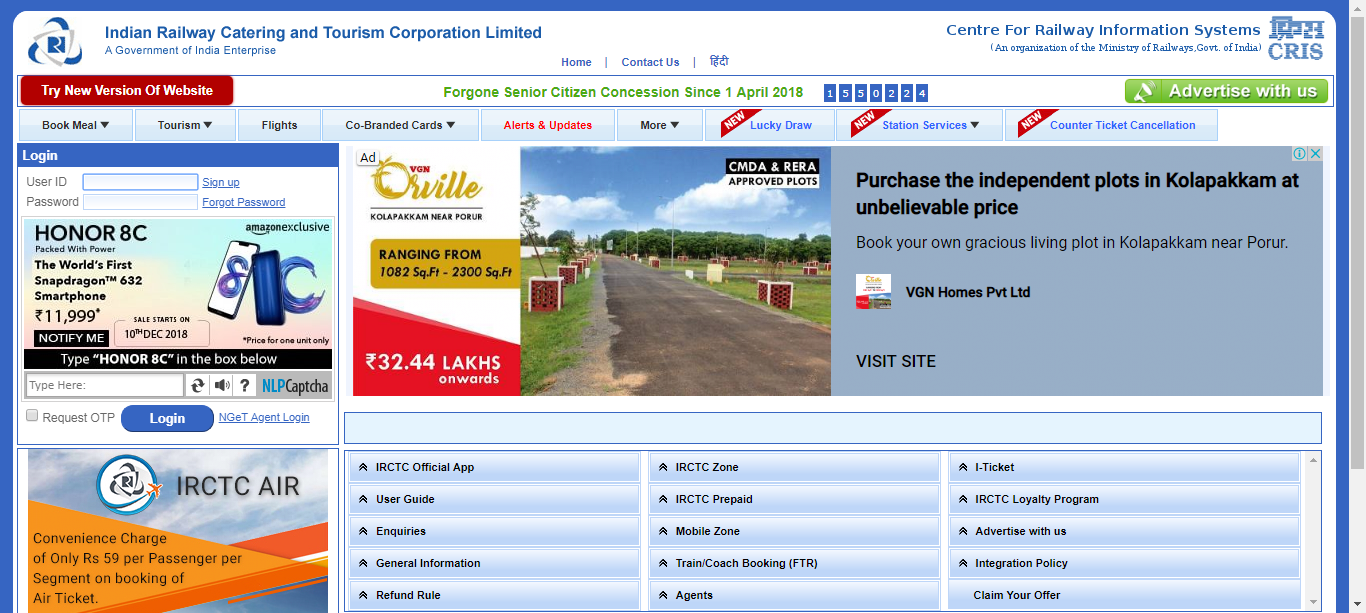 Indian Railway Catering and Tourism Corporation Limited
A Government of India Enterprise
Centre For Railway Information Systems
(An organization of the Ministry of Railways,Govt. of India)
CRIS
Home | Contact Us | हिंदी
Try New Version Of Website
Forgone Senior Citizen Concession Since 1 April 2018 1 5 5 0 2 2 4
Advertise with us
Book Meal
Tourism
Flights
Co-Branded Cards
Alerts & Updates
More
NEW Lucky Draw
NEW Station Services
NEW Counter Ticket Cancellation
Login
User ID
Sign up
Password
Forgot Password
HONOR 8C
amazonexclusive
Packed With Power
The World's First
Snapdragon™ 632
Smartphone
₹11,999*
SALE STARTS ON
10TH DEC 2018
NOTIFY ME
*Price for one unit only
Type "HONOR 8C" in the box below
Type Here:
?
NLPCaptcha
Request OTP
Login
NGeT Agent Login
IRCTC AIR
Convenience Charge
of Only Rs 59 per Passenger per
Segment on booking of
Air Ticket.
Ad
VGN
Orville
KOLAPAKKAM NEAR PORUR
RANGING FROM
1082 Sq.Ft - 2300 Sq.Ft
₹32.44 LAKHS
onwards
CMDA & RERA
APPROVED PLOTS
Purchase the independent plots in Kolapakkam at
unbelievable price
Book your own gracious living plot in Kolapakkam near Porur.
VGN Homes Pvt Ltd
VISIT SITE
IRCTC Official App
IRCTC Zone
I-Ticket
User Guide
IRCTC Prepaid
IRCTC Loyalty Program
Enquiries
Mobile Zone
Advertise with us
General Information
Train/Coach Booking (FTR)
Integration Policy
Refund Rule
Agents
Claim Your Offer